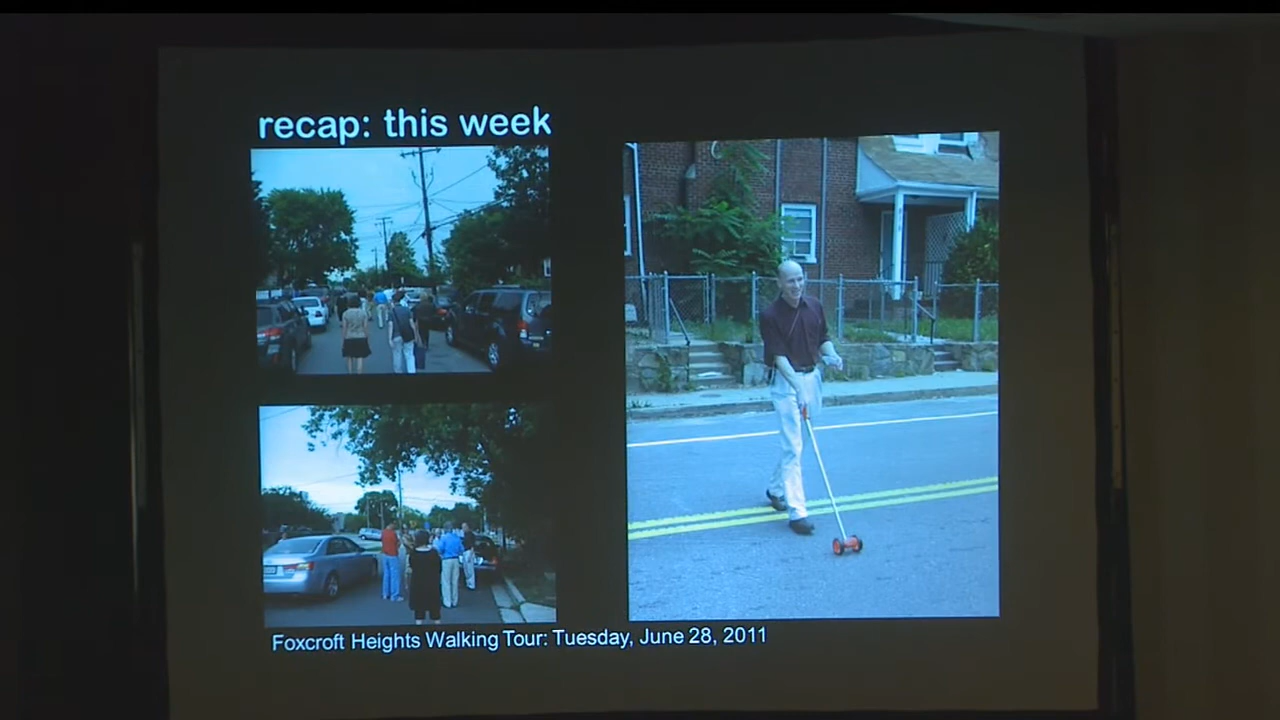 recap: this week
Foxcroft Heights Walking Tour: Tuesday, June 28, 2011